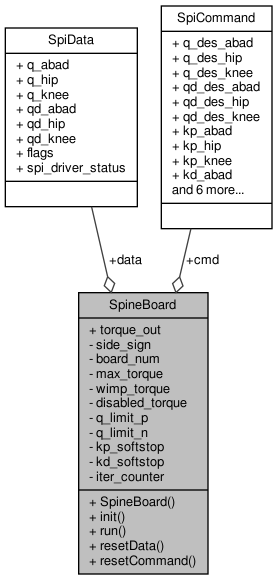 SpiData
+ q_abad
+ q_hip
+ q_knee
+ qd_abad
+ qd_hip
+ qd_knee
+ flags
+ spi_driver_status
SpiCommand
+ q_des_abad
+ q_des_hip
+ q_des_knee
+ qd_des_abad
+ qd_des_hip
+ qd_des_knee
+ kp_abad
+ kp_hip
+ kp_knee
+ kd_abad
and 6 more...
+data
+cmd
SpineBoard
+ torque_out
- side_sign
- board_num
- max_torque
- wimp_torque
- disabled_torque
- q_limit_p
- q_limit_n
- kp_softstop
- kd_softstop
- iter_counter
+ SpineBoard()
+ init()
+ run()
+ resetData()
+ resetCommand()